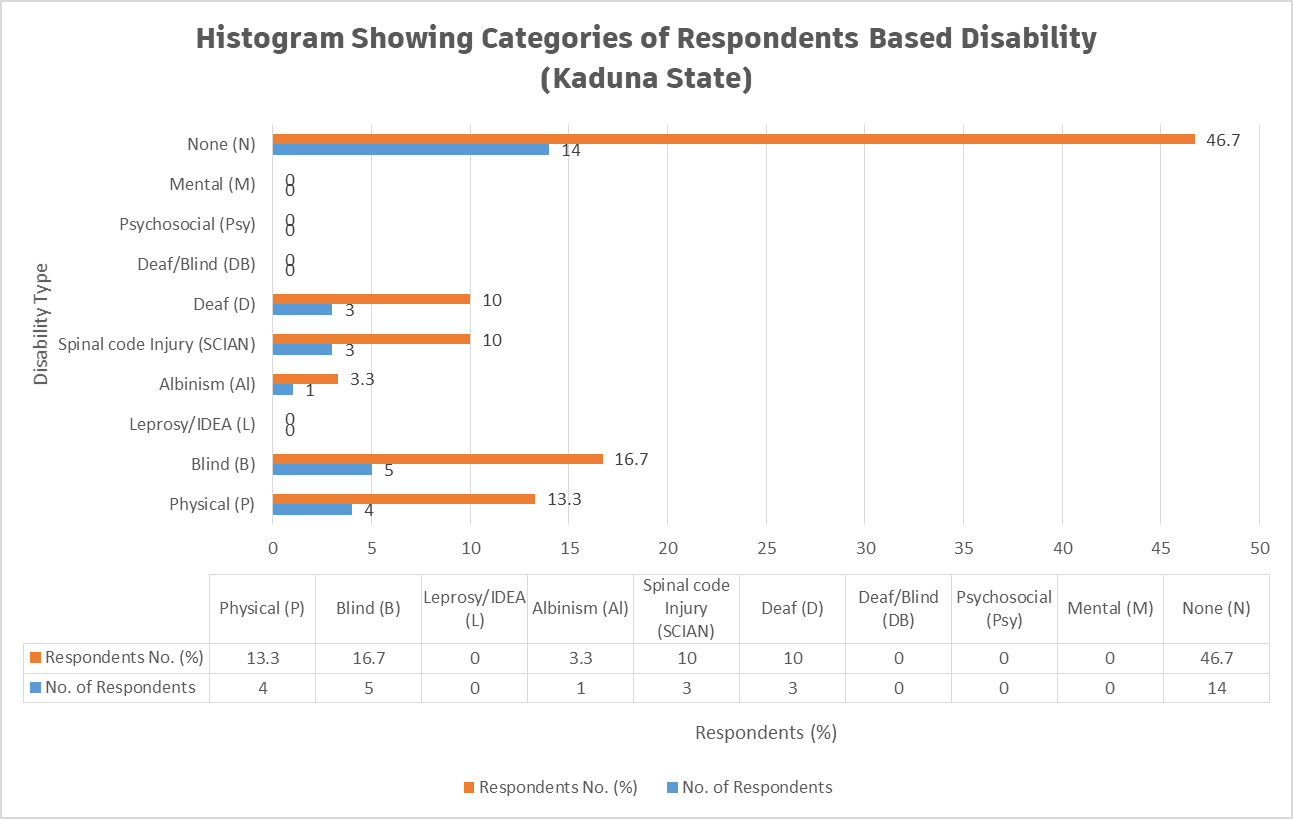 Histogram Showing Categories of Respondents Based Disability
(Kaduna State)
Disability Type
None (N)
46.7
14
Mental (M)
0
0
Psychosocial (Psy)
0
0
Deaf/Blind (DB)
0
0
Deaf (D)
10
3
Spinal code Injury (SCIAN)
10
3
Albinism (Al)
3.3
1
Leprosy/IDEA (L)
0
0
Blind (B)
16.7
5
Physical (P)
13.3
4
0 5 10 15 20 25 30 35 40 45 50
Physical (P)
Blind (B)
Leprosy/IDEA
(L)
Albinism (Al)
Spinal code
Injury
(SCIAN)
Deaf (D)
Deaf/Blind
(DB)
Psychosocial
(Psy)
Mental (M)
None (N)
Respondents No. (%) 13.3 16.7 0 3.3 10 10 0 0 0 46.7
No. of Respondents 4 5 0 1 3 3 0 0 0 14
Respondents (%)
Respondents No. (%) No. of Respondents